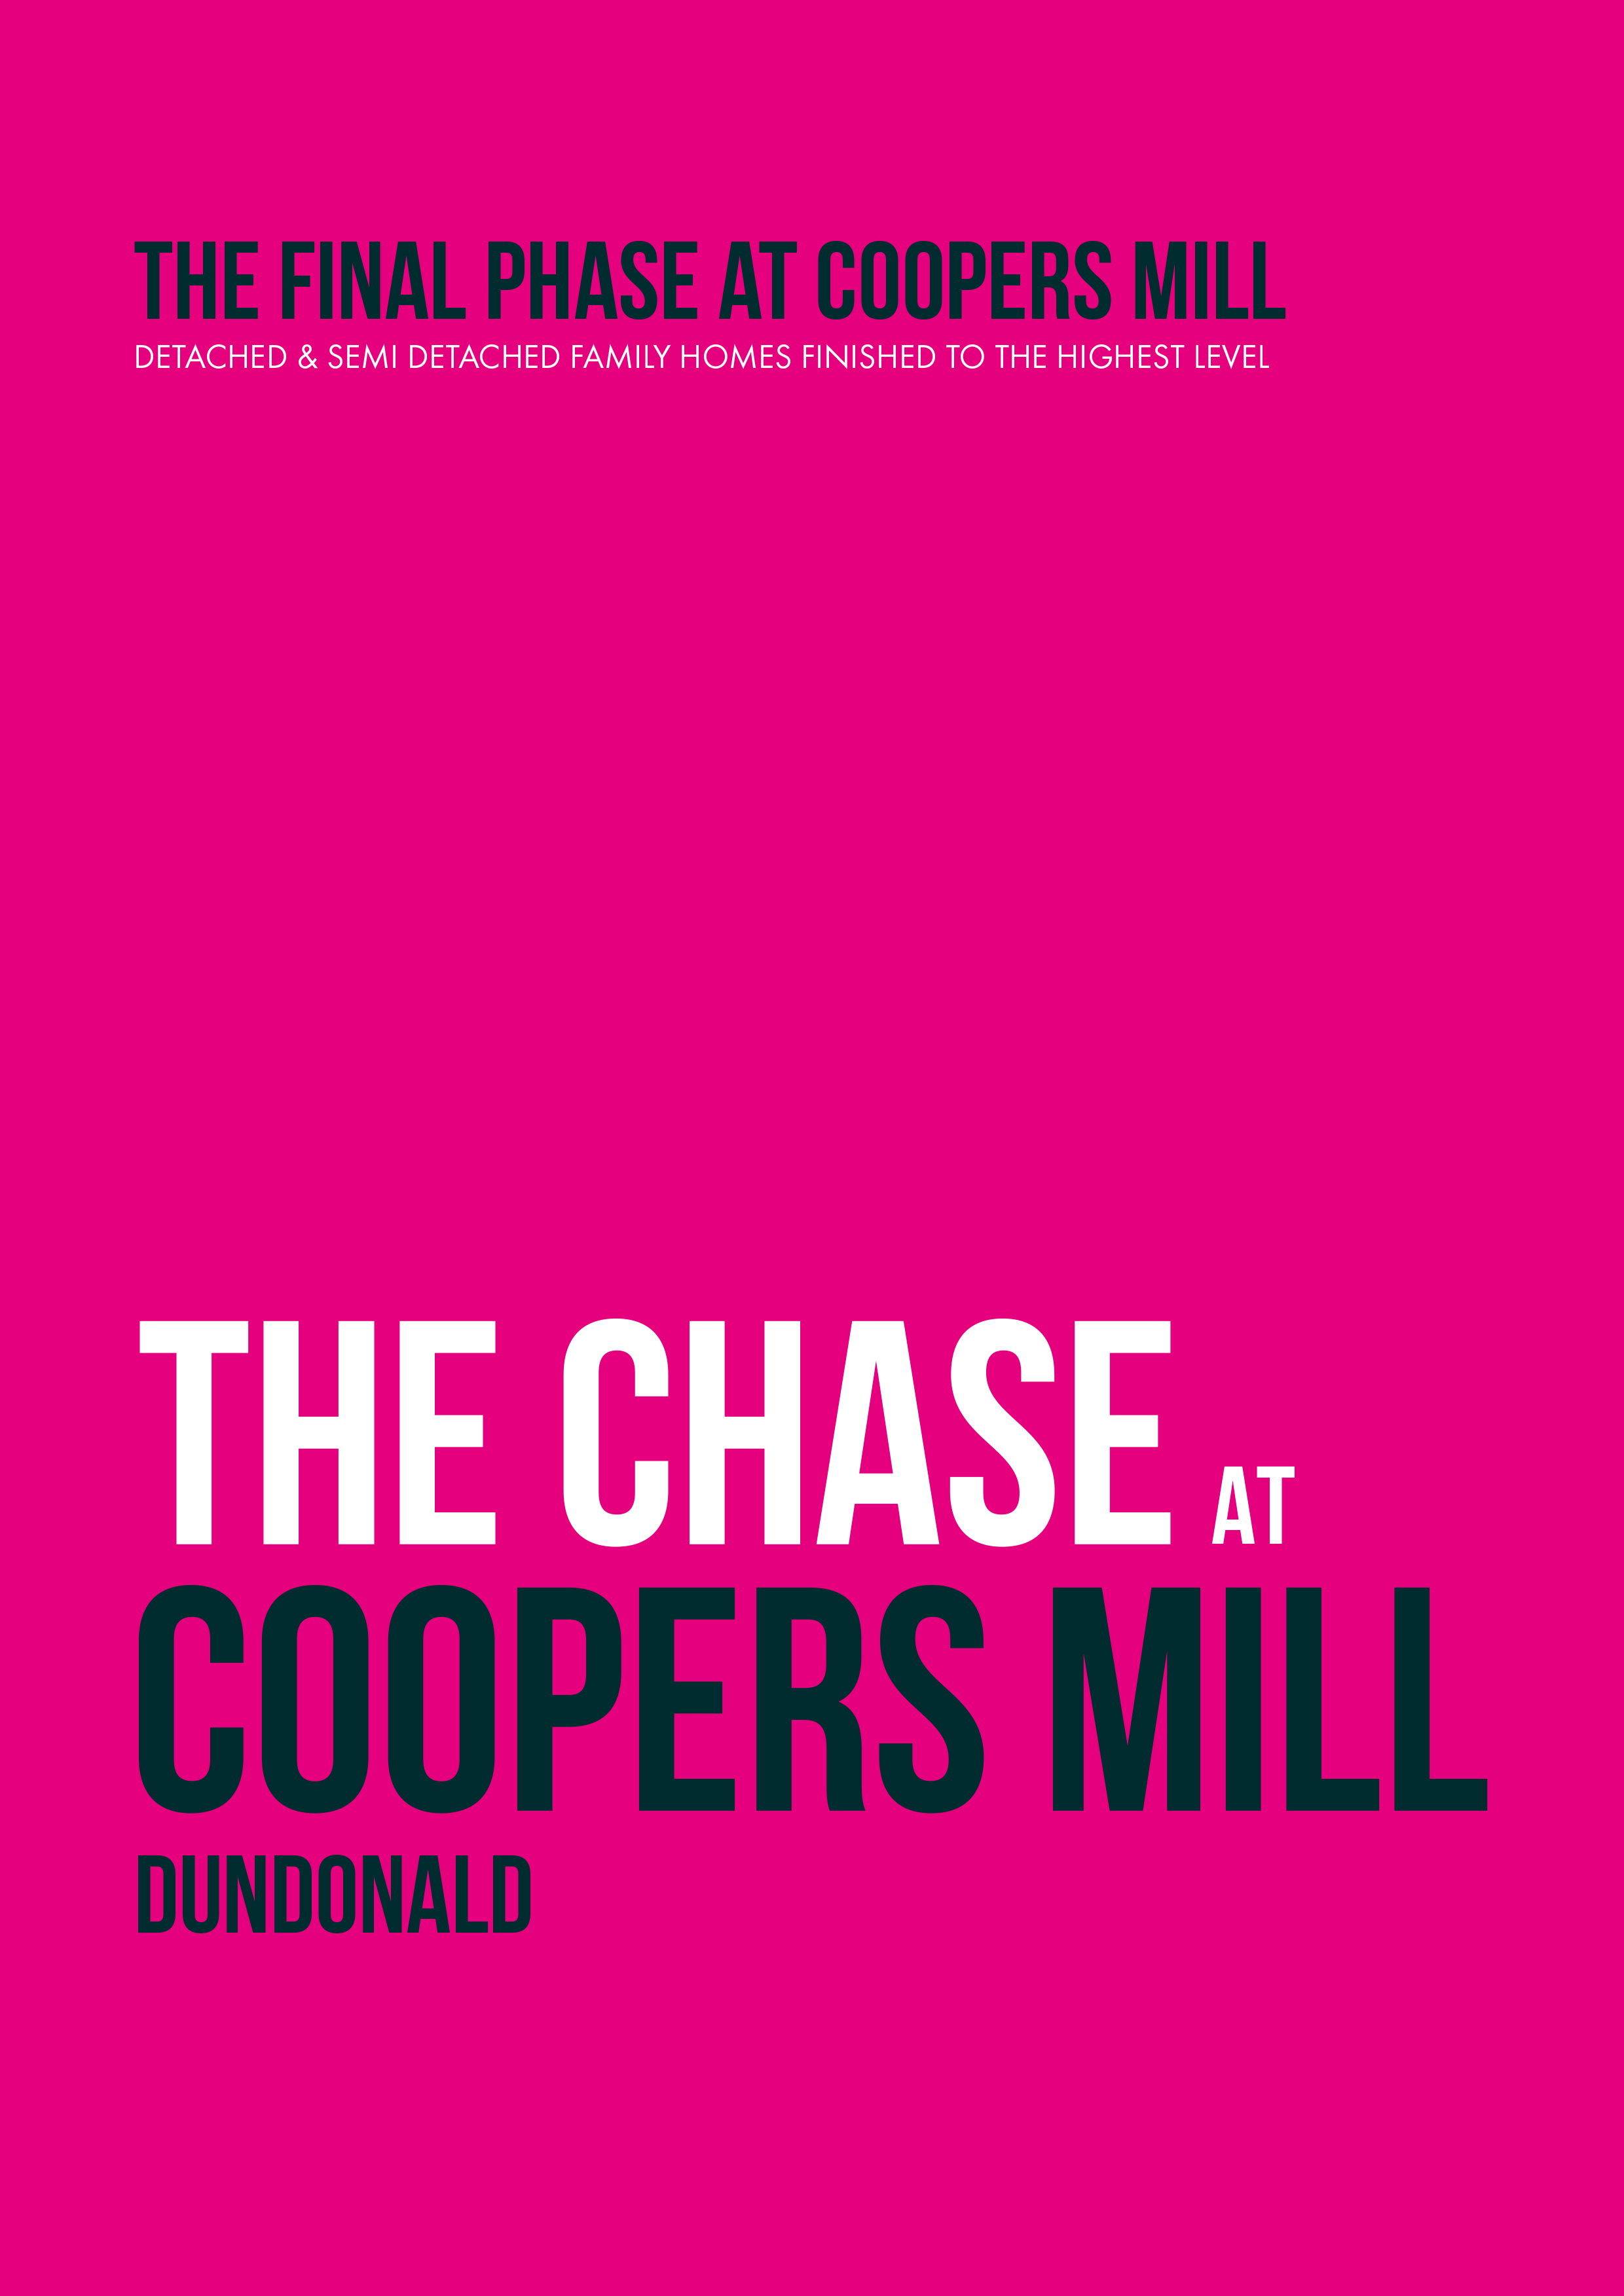 THE FINAL PHASE AT COOPERS MILL
DETACHED & SEMI DETACHED FAMILY HOMES FINISHED TO THE HIGHEST LEVEL
THE CHASE AT
COOPERS MILL
DUNDONALD